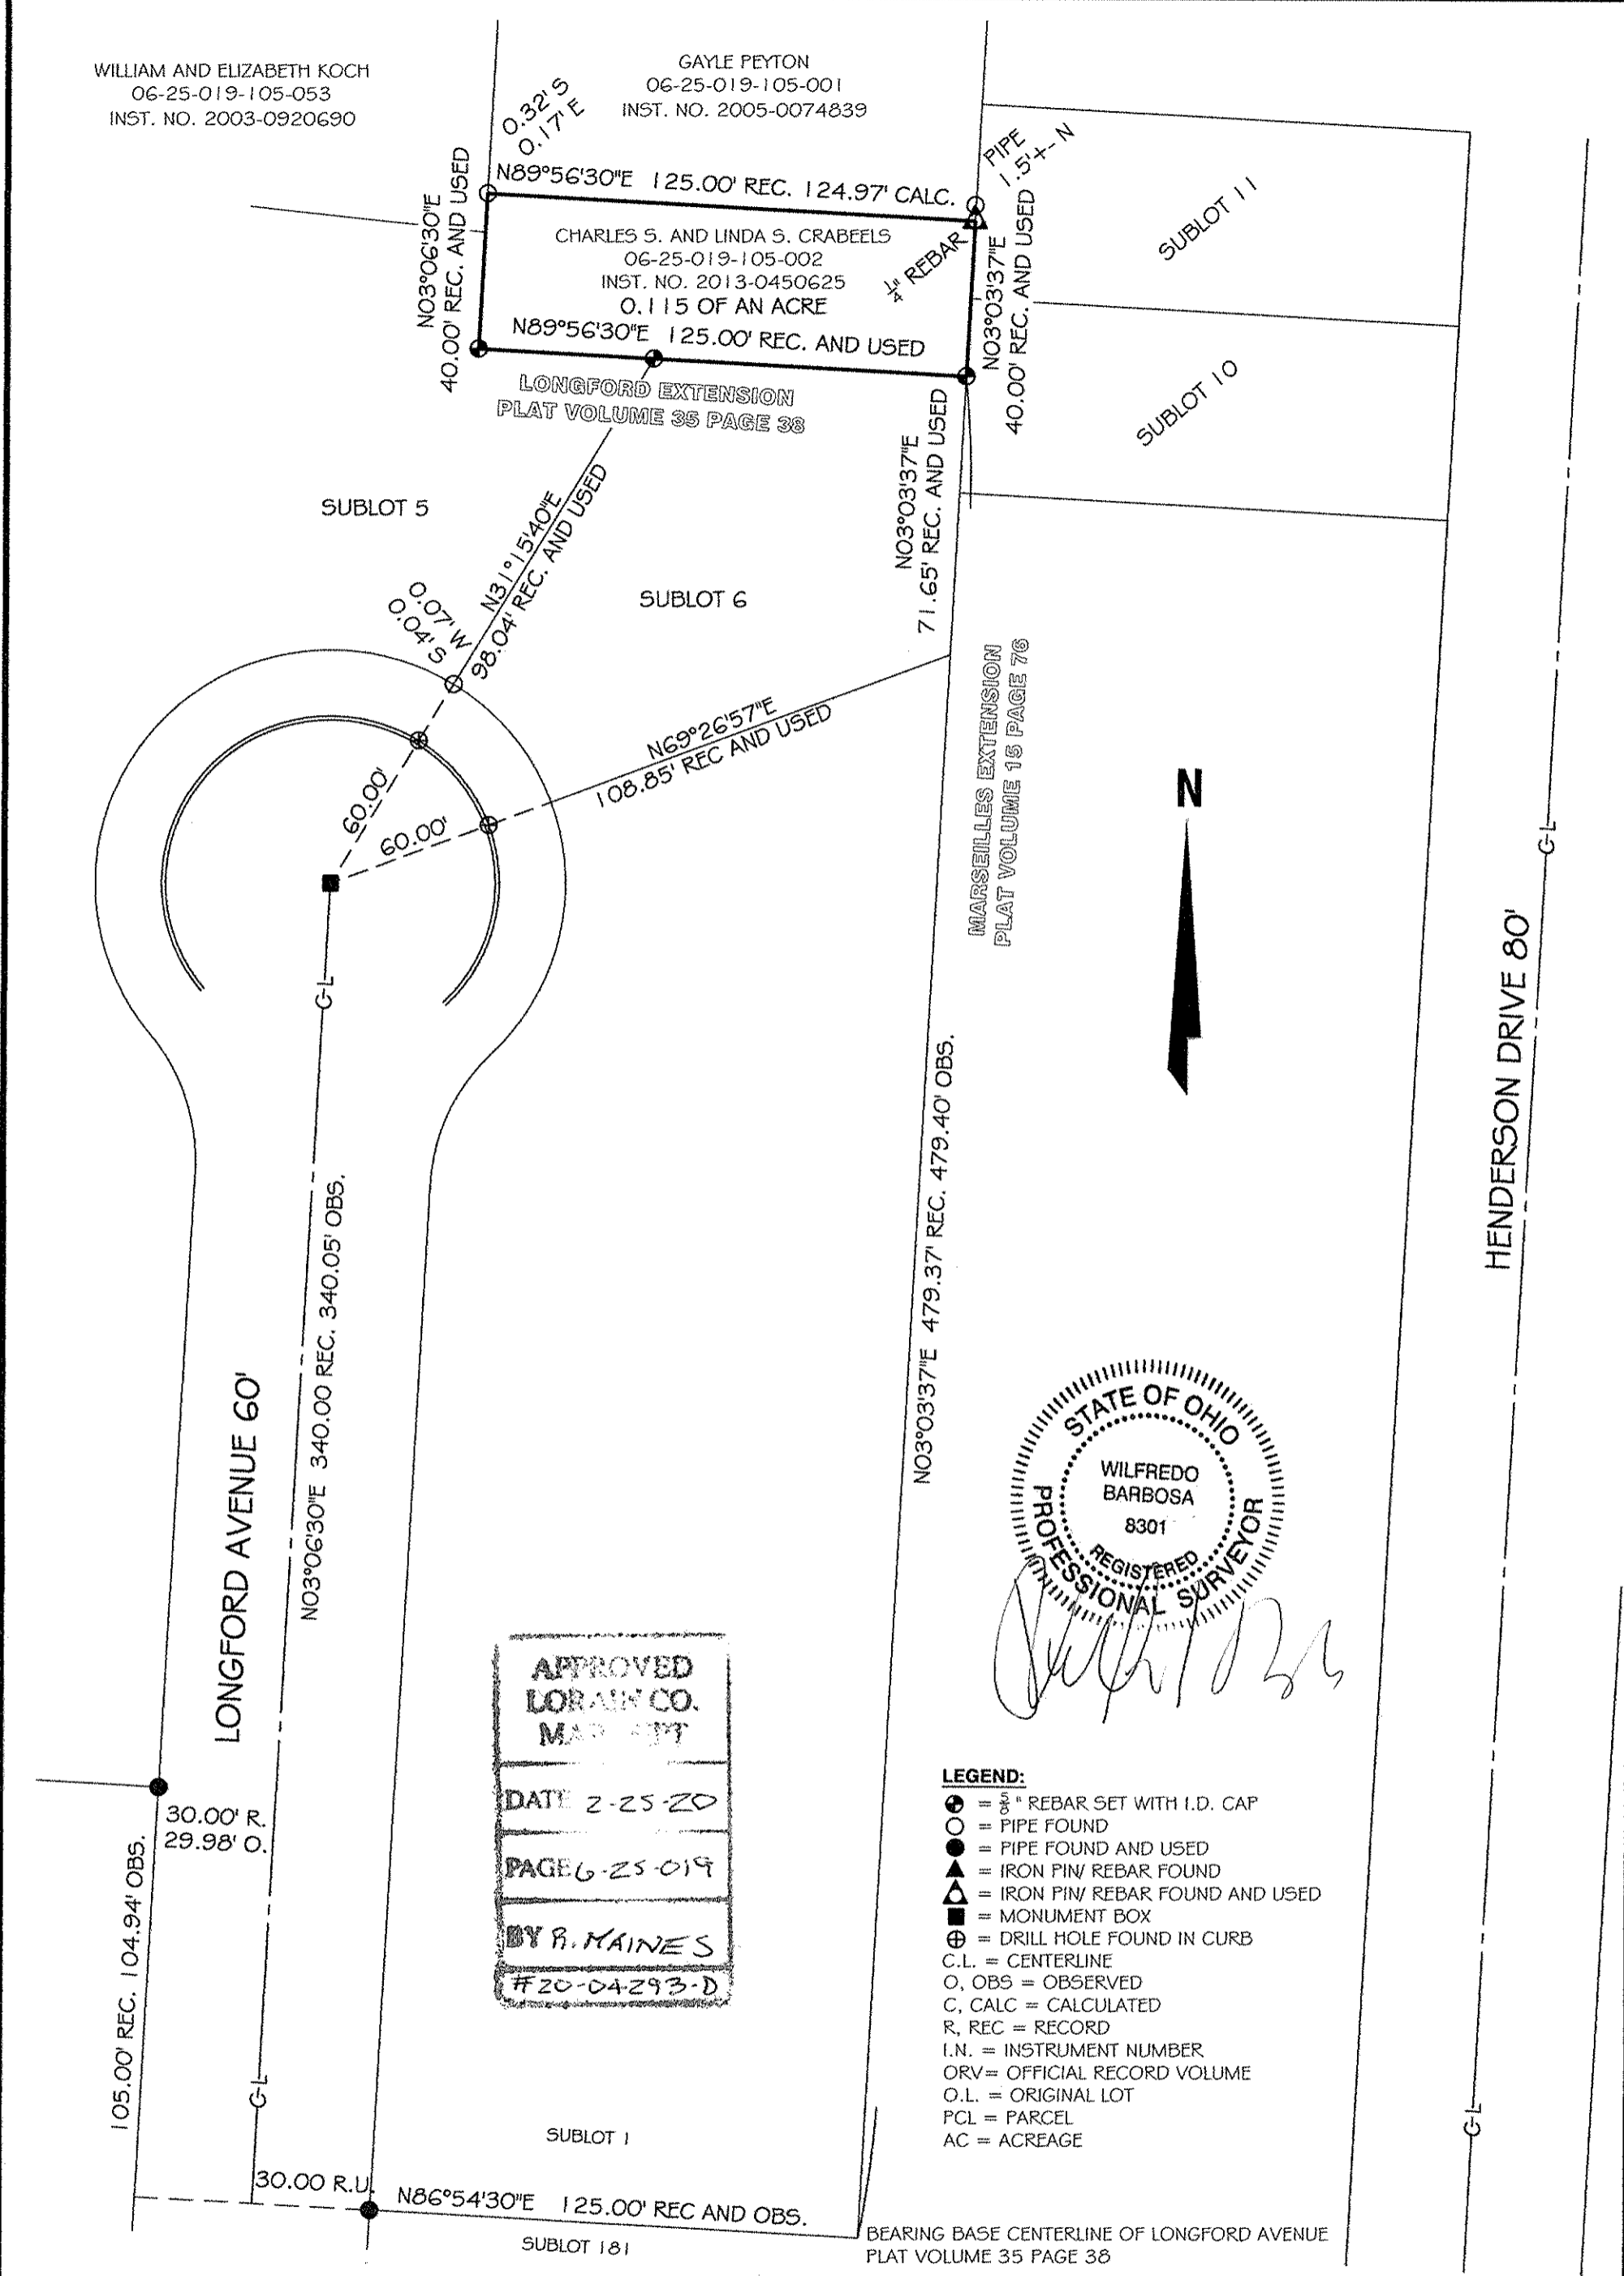 WILLIAM AND ELIZABETH KOCH
06-25-019-105-053
INST. NO. 2003-0920690
GAYLE PEYTON
06-25-019-105-001
INST. NO. 2005-0074839
0.32' S
0.17' E
PIPE
1.5'+- N
N89°56'30"E 125.00' REC. 124.97' CALC.
N03°06'30"E
40.00' REC. AND USED
CHARLES S. AND LINDA S. CRABEELS
06-25-019-105-002
INST. NO. 2013-0450625
0.115 OF AN ACRE
1/4" REBAR
N03°03'37"E
40.00' REC. AND USED
N89°56'30"E 125.00' REC. AND USED
SUBLOT 11
SUBLOT 10
LONGFORD EXTENSION
PLAT VOLUME 35 PAGE 38
SUBLOT 5
N31°15'40"E
98.04' REC. AND USED
N03°03'37"E
71.65' REC. AND USED
SUBLOT 6
0.07' W
0.04' S
N69°26'57"E
108.85' REC AND USED
60.00'
60.00'
MARSEILLES EXTENSION
PLAT VOLUME 15 PAGE 76
N
C-L
C-L
HENDERSON DRIVE 80'
N03°03'37"E 479.37' REC. 479.40' OBS.
N03°06'30"E 340.00 REC. 340.05' OBS.
LONGFORD AVENUE 60'
STATE OF OHIO
WILFREDO
BARBOSA
8301
REGISTERED
PROFESSIONAL SURVEYOR
APPROVED
LORAIN CO.
DATE 2-25-20
PAGE 6-25-019
BY R. MAINES
#20-04293-D
30.00' R.
29.98' O.
105.00' REC. 104.94' OBS.
C-L
C-L
LEGEND:
= 5/8" REBAR SET WITH I.D. CAP
= PIPE FOUND
= PIPE FOUND AND USED
= IRON PIN/ REBAR FOUND
= IRON PIN/ REBAR FOUND AND USED
= MONUMENT BOX
= DRILL HOLE FOUND IN CURB
C.L. = CENTERLINE
O, OBS = OBSERVED
C, CALC = CALCULATED
R, REC = RECORD
I.N. = INSTRUMENT NUMBER
ORV= OFFICIAL RECORD VOLUME
O.L. = ORIGINAL LOT
PCL = PARCEL
AC = ACREAGE
SUBLOT 1
30.00 R.U.
N86°54'30"E 125.00' REC AND OBS.
SUBLOT 181
BEARING BASE CENTERLINE OF LONGFORD AVENUE
PLAT VOLUME 35 PAGE 38